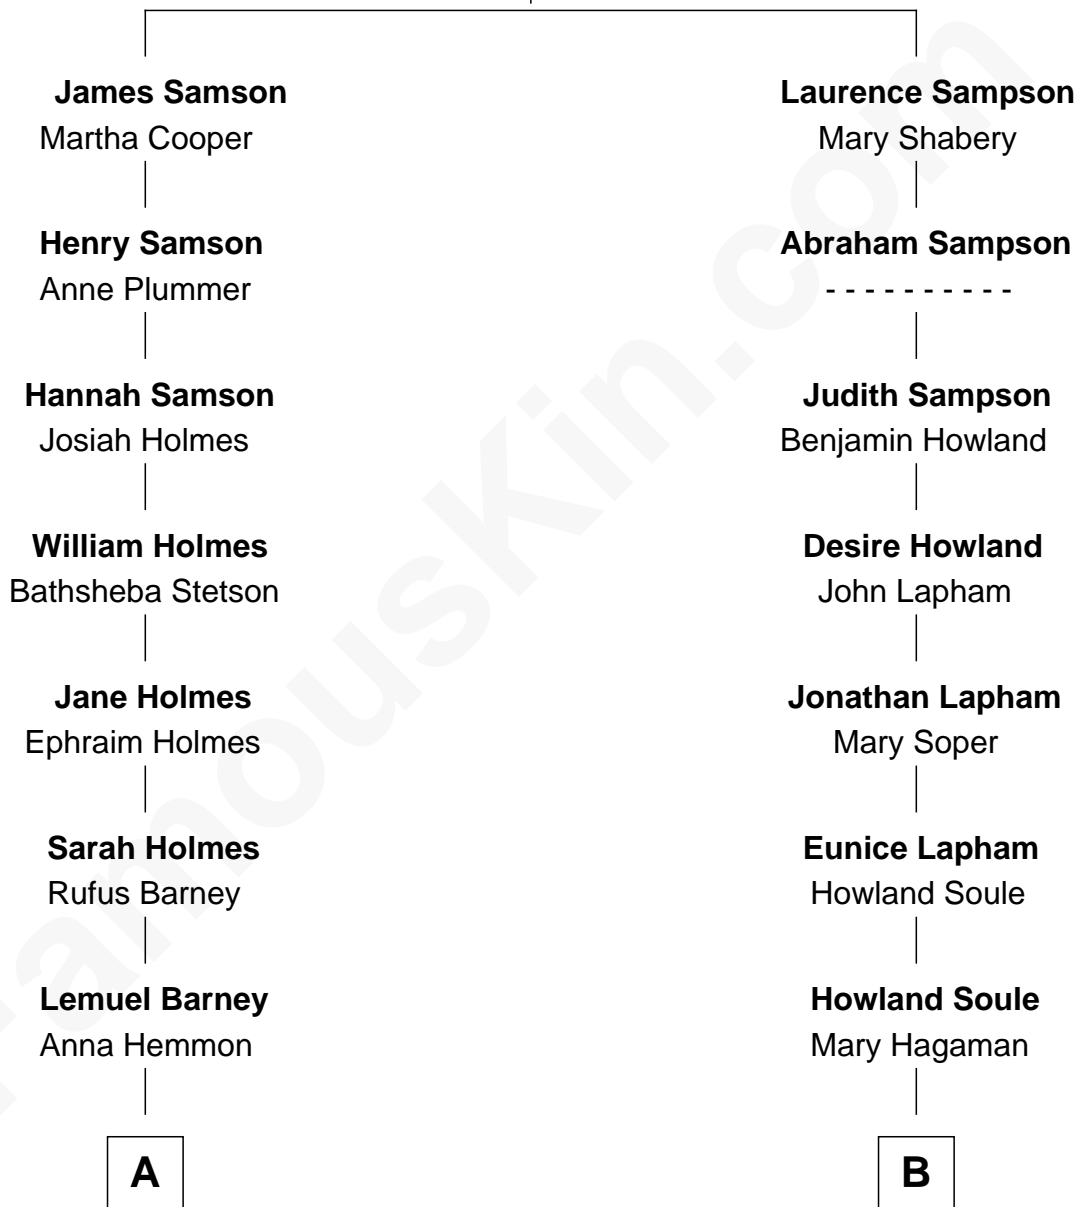 James Samson
Martha Cooper
Laurence Sampson
Mary Shabery
Henry Samson
Anne Plummer
Abraham Sampson
- - - - - - - - - -
Hannah Samson
Josiah Holmes
Judith Sampson
Benjamin Howland
William Holmes
Bathsheba Stetson
Desire Howland
John Lapham
Jane Holmes
Ephraim Holmes
Jonathan Lapham
Mary Soper
Sarah Holmes
Rufus Barney
Eunice Lapham
Howland Soule
Lemuel Barney
Anna Hemmon
Howland Soule
Mary Hagaman
A
B
FamousKin.com